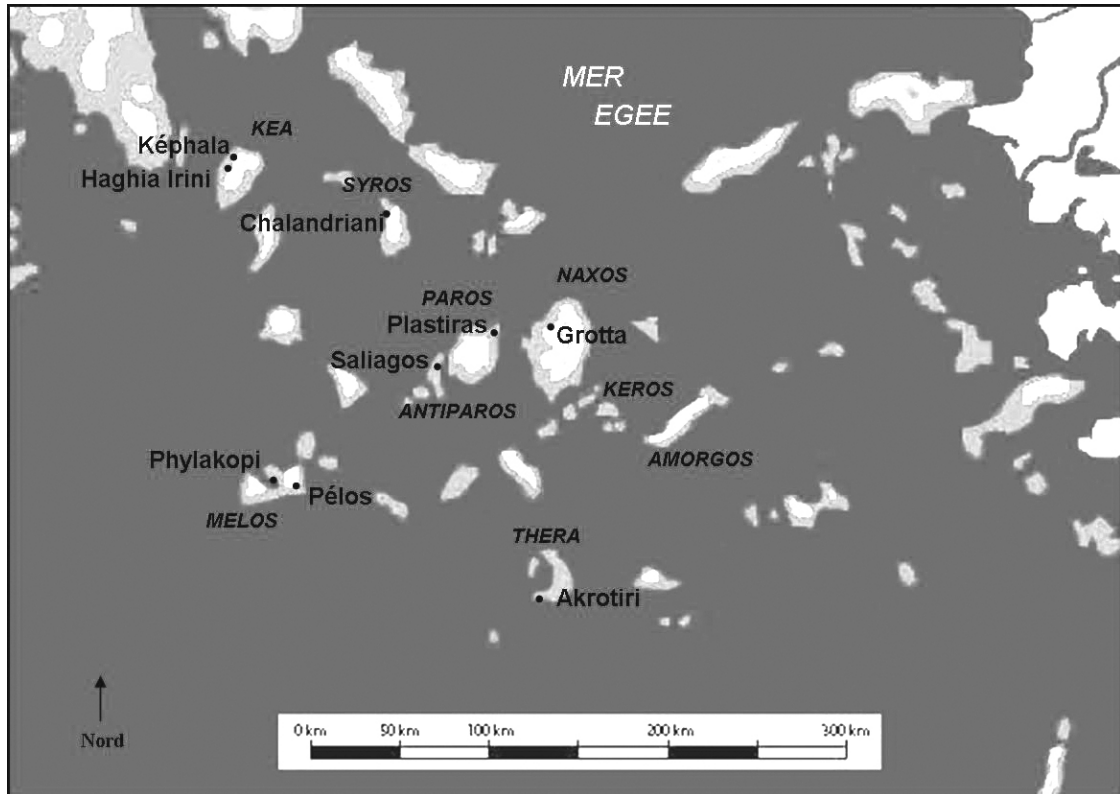 MER
EGEE
KEA
Képhala
Haghia Irini
SYROS
Chalandriani
NAXOS
PAROS
Plastiras
Grotta
Saliagos
KEROS
ANTIPAROS
AMORGOS
Phylakopi
Pélos
MELOS
THERA
Akrotiri
Nord
0 km 50 km 100 km 200 km 300 km